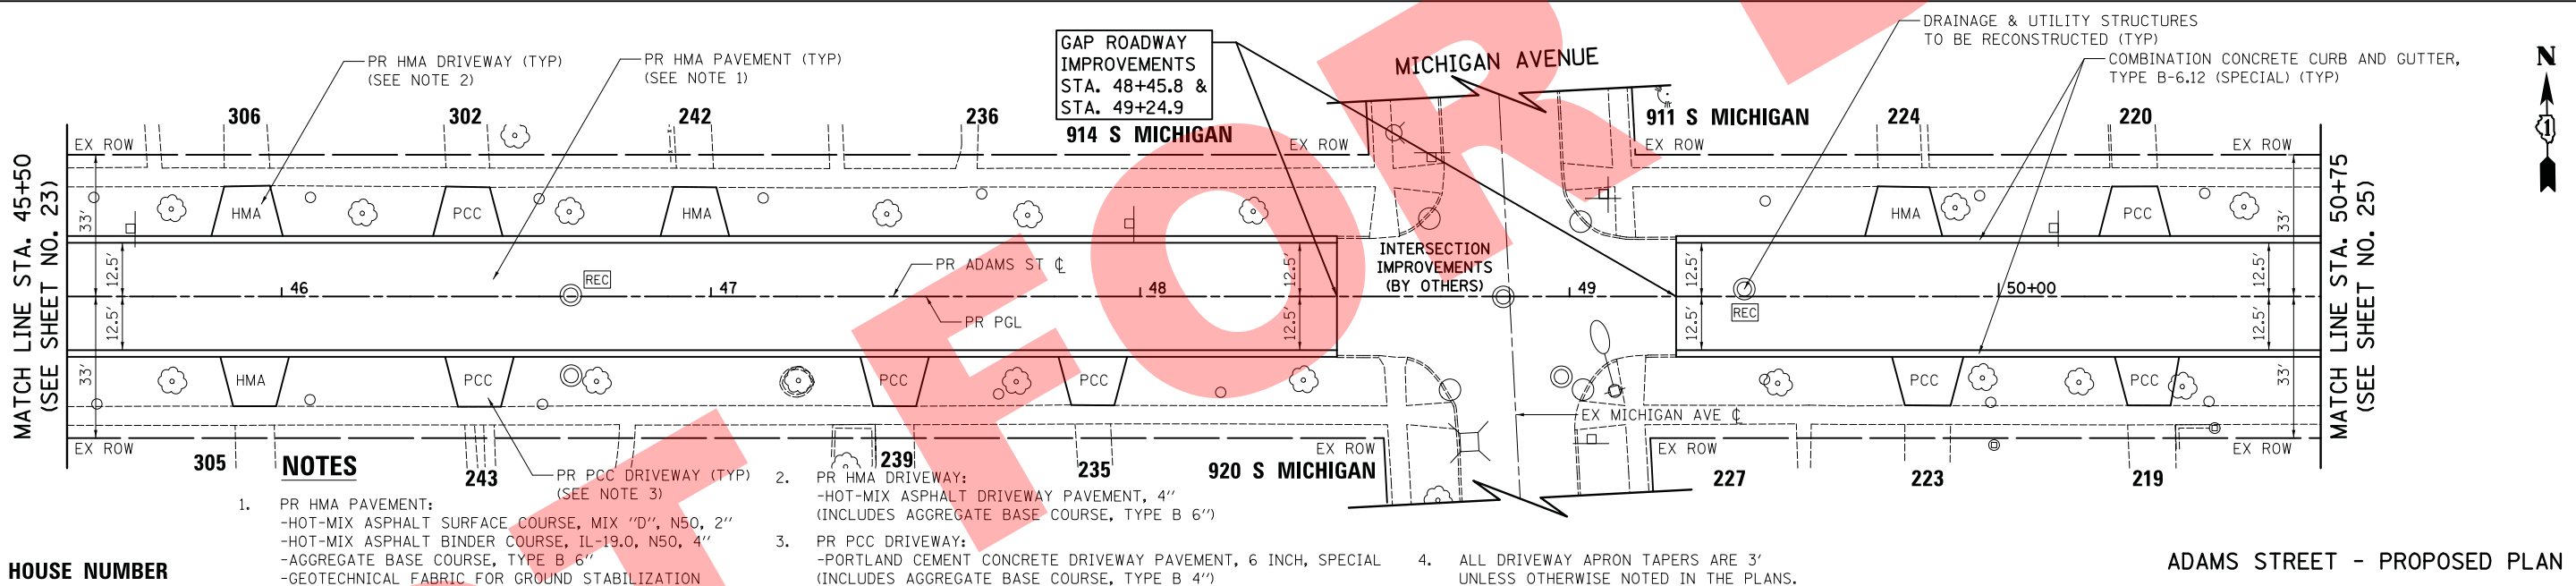 DRAINAGE & UTILITY STRUCTURES
TO BE RECONSTRUCTED (TYP)
COMBINATION CONCRETE CURB AND GUTTER,
TYPE B-6.12 (SPECIAL) (TYP)
GAP ROADWAY
IMPROVEMENTS
STA. 48+45.8 &
STA. 49+24.9
MICHIGAN AVENUE
N
1
PR HMA DRIVEWAY (TYP)
(SEE NOTE 2)
PR HMA PAVEMENT (TYP)
(SEE NOTE 1)
306
302
242
236
914 S MICHIGAN
911 S MICHIGAN
224
220
EX ROW
EX ROW
EX ROW
EX ROW
MATCH LINE STA. 45+50
(SEE SHEET NO. 23)
33'
HMA
PCC
HMA
HMA
PCC
33'
MATCH LINE STA. 50+75
(SEE SHEET NO. 25)
12.5'
46
REC
47
PR ADAMS ST ℄
48
12.5'
INTERSECTION
IMPROVEMENTS
(BY OTHERS)
49
12.5'
50+00
12.5'
12.5'
PR PGL
12.5'
12.5'
REC
12.5'
33'
HMA
PCC
PCC
PCC
PCC
PCC
33'
EX MICHIGAN AVE ℄
EX ROW
EX ROW
EX ROW
EX ROW
305
243
239
235
920 S MICHIGAN
227
223
219
PR PCC DRIVEWAY (TYP)
(SEE NOTE 3)
NOTES
1. PR HMA PAVEMENT:
-HOT-MIX ASPHALT SURFACE COURSE, MIX "D", N50, 2"
-HOT-MIX ASPHALT BINDER COURSE, IL-19.0, N50, 4"
-AGGREGATE BASE COURSE, TYPE B 6"
-GEOTECHNICAL FABRIC FOR GROUND STABILIZATION
2. PR HMA DRIVEWAY:
-HOT-MIX ASPHALT DRIVEWAY PAVEMENT, 4"
(INCLUDES AGGREGATE BASE COURSE, TYPE B 6")
3. PR PCC DRIVEWAY:
-PORTLAND CEMENT CONCRETE DRIVEWAY PAVEMENT, 6 INCH, SPECIAL
(INCLUDES AGGREGATE BASE COURSE, TYPE B 4")
4. ALL DRIVEWAY APRON TAPERS ARE 3'
UNLESS OTHERWISE NOTED IN THE PLANS.
HOUSE NUMBER
ADAMS STREET - PROPOSED PLAN
T FOR